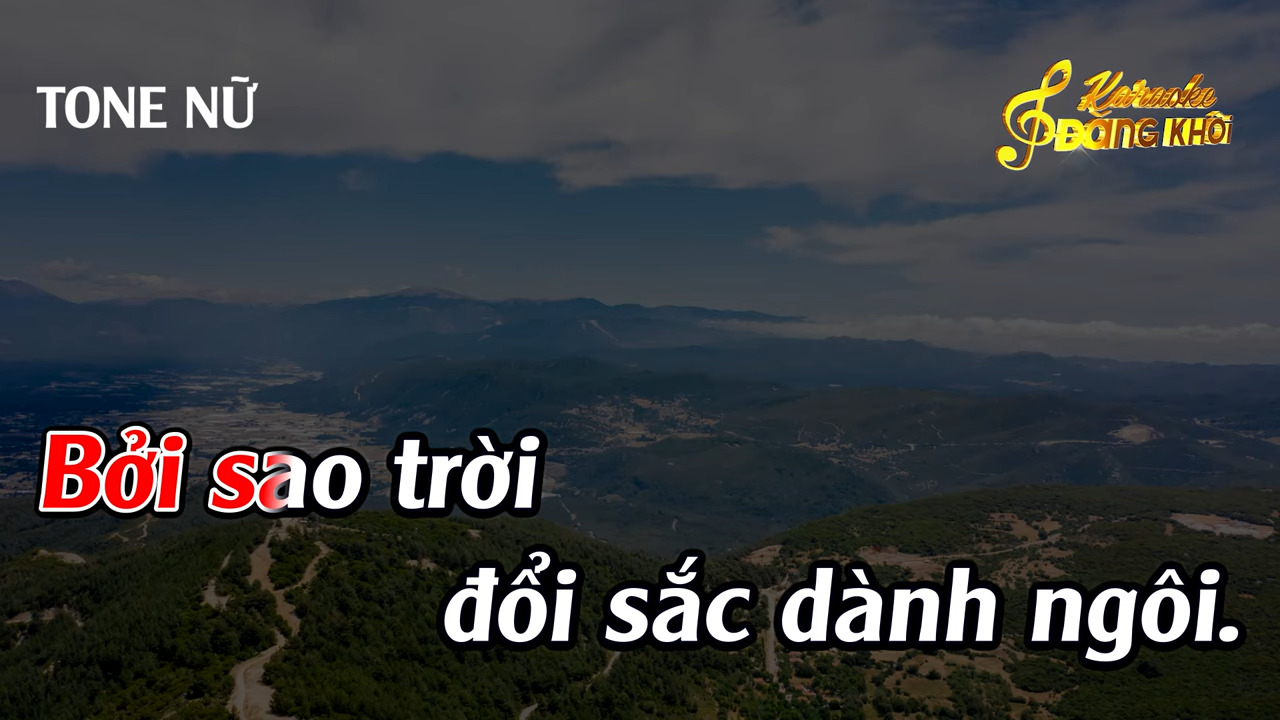 TONE NỮ
Karaoke
ĐĂNG KHÔI
Bởi sao trời
đổi sắc dành ngôi.